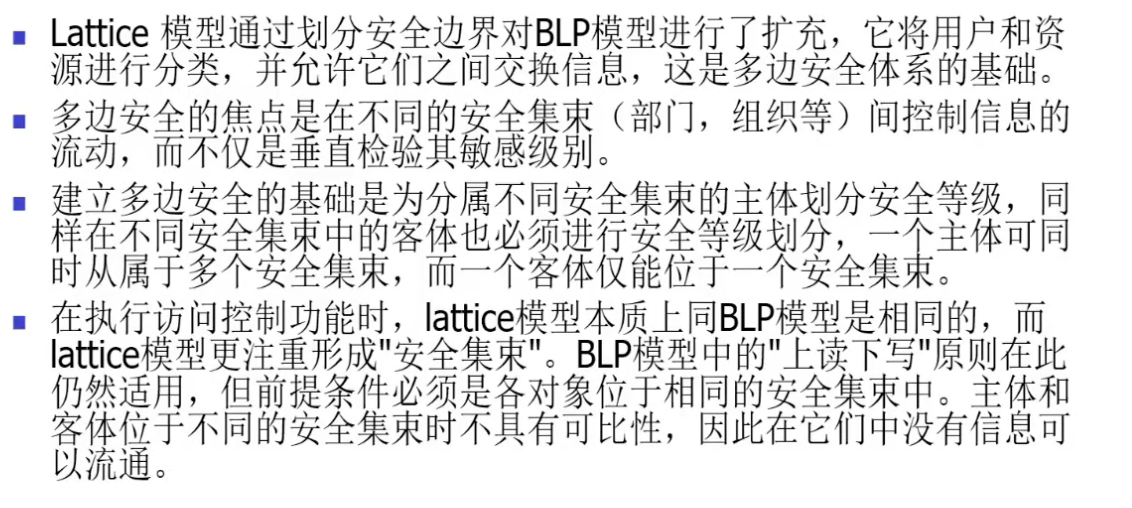 Lattice 模型通过划分安全边界对BLP模型进行了扩充，它将用户和资
源进行分类，并允许它们之间交换信息，这是多边安全体系的基础。
多边安全的焦点是在不同的安全集束（部门，组织等）间控制信息的
流动，而不仅是垂直检验其敏感级别。
建立多边安全的基础是为分属不同安全集束的主体划分安全等级，同
样在不同安全集束中的客体也必须进行安全等级划分，一个主体可同
时从属于多个安全集束，而一个客体仅能位于一个安全集束。
在执行访问控制功能时，lattice模型本质上同BLP模型是相同的，而
lattice模型更注重形成"安全集束"。BLP模型中的"上读下写"原则在此
仍然适用，但前提条件必须是各对象位于相同的安全集束中。主体和
客体位于不同的安全集束时不具有可比性，因此在它们中没有信息可
以流通。